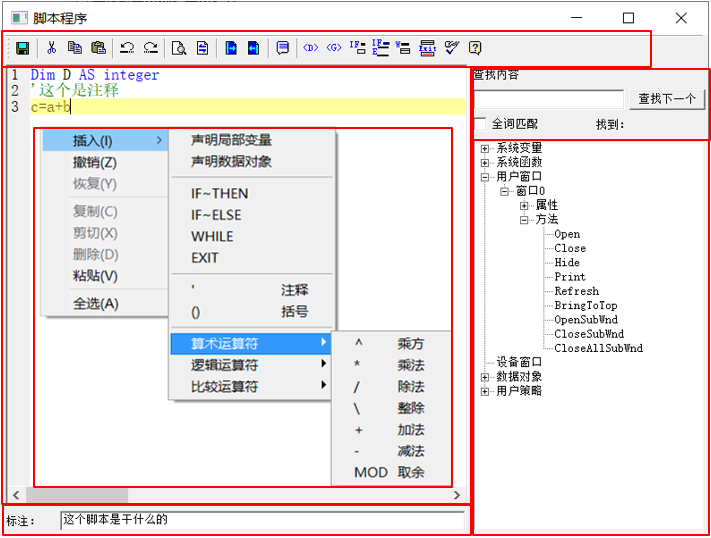 脚本程序
<D> <G> IF= IF= E= W= Exit
1 Dim D AS integer
2 '这个是注释
3 c=a+b
插入(I)
撤销(Z)
恢复(Y)
复制(C)
剪切(X)
删除(D)
粘贴(V)
全选(A)
声明局部变量
声明数据对象
IF~THEN
IF~ELSE
WHILE
EXIT
' 注释
() 括号
算术运算符
逻辑运算符
比较运算符
^ 乘方
* 乘法
/ 除法
\ 整除
+ 加法
- 减法
MOD 取余
查找内容
查找下一个
全词匹配 找到:
系统变量
系统函数
用户窗口
窗口0
属性
方法
Open
Close
Hide
Print
Refresh
BringToTop
OpenSubWnd
CloseSubWnd
CloseAllSubWnd
设备窗口
数据对象
用户策略
标注: 这个脚本是干什么的